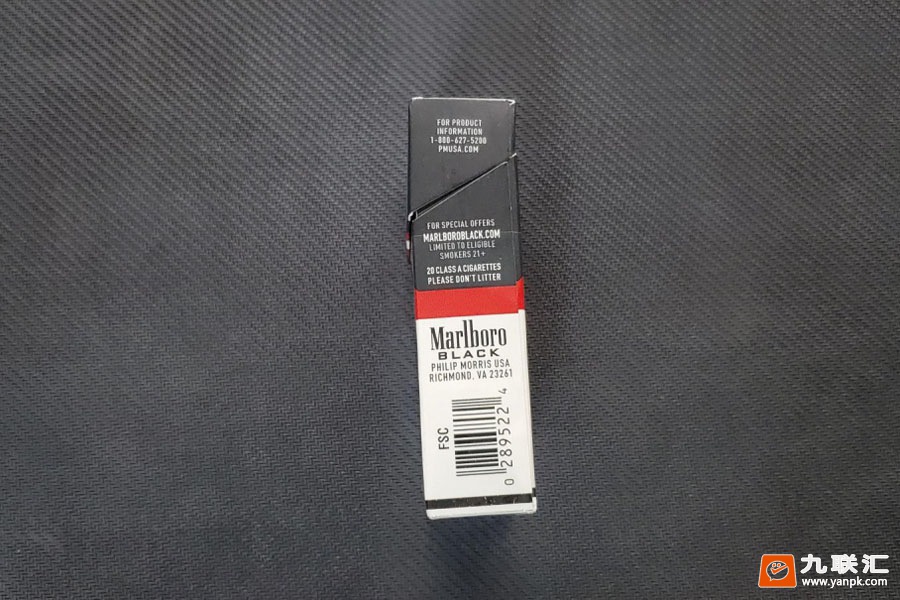 FOR PRODUCT
INFORMATION
1-800-627-5200
PMUSA.COM
FOR SPECIAL OFFERS
MARLBOROBLACK.COM
LIMITED TO ELIGIBLE
SMOKERS 21+
20 CLASS A CIGARETTES
PLEASE DON'T LITTER
Marlboro
BLACK
PHILIP MORRIS USA
RICHMOND, VA 23261
FSC
0 289522 4
九联汇
www.yanpk.com